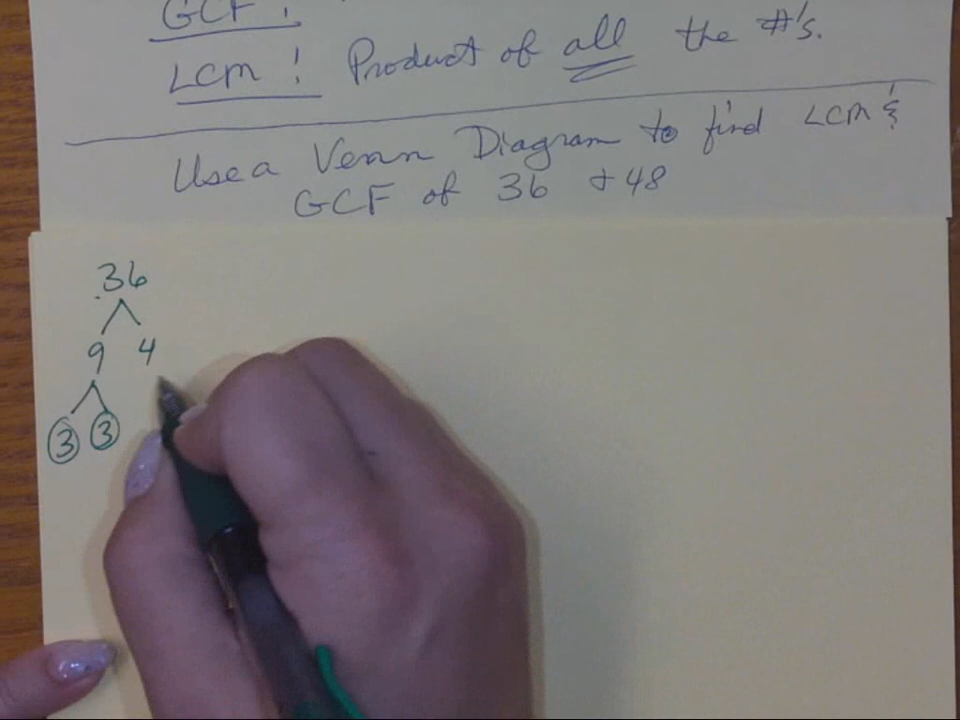 GCF!
LCM! Product of all the #'s.
Use a Venn Diagram to find LCM &
GCF of 36 + 48
36
9 4
3 3